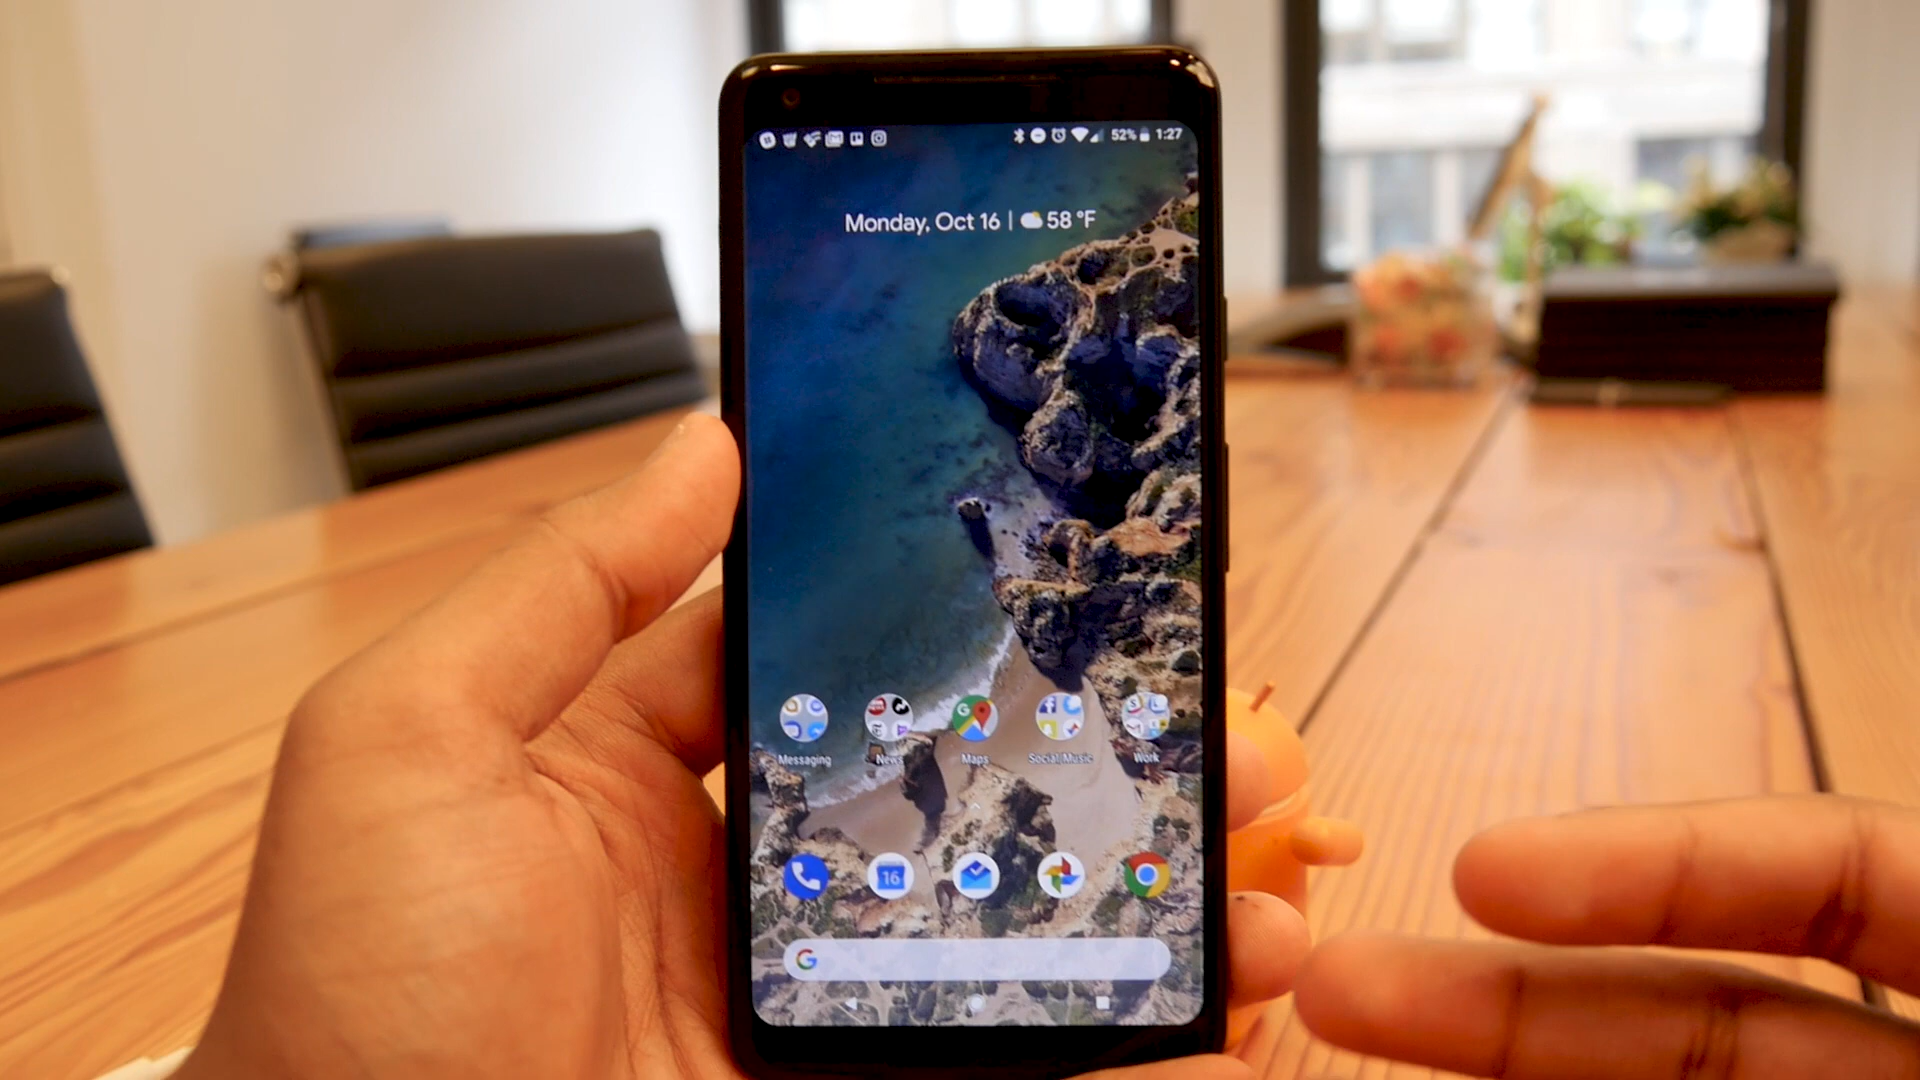 52% 1:27
Monday, Oct 16 | 58 °F
Messaging News Maps Social/Music Work
16
G